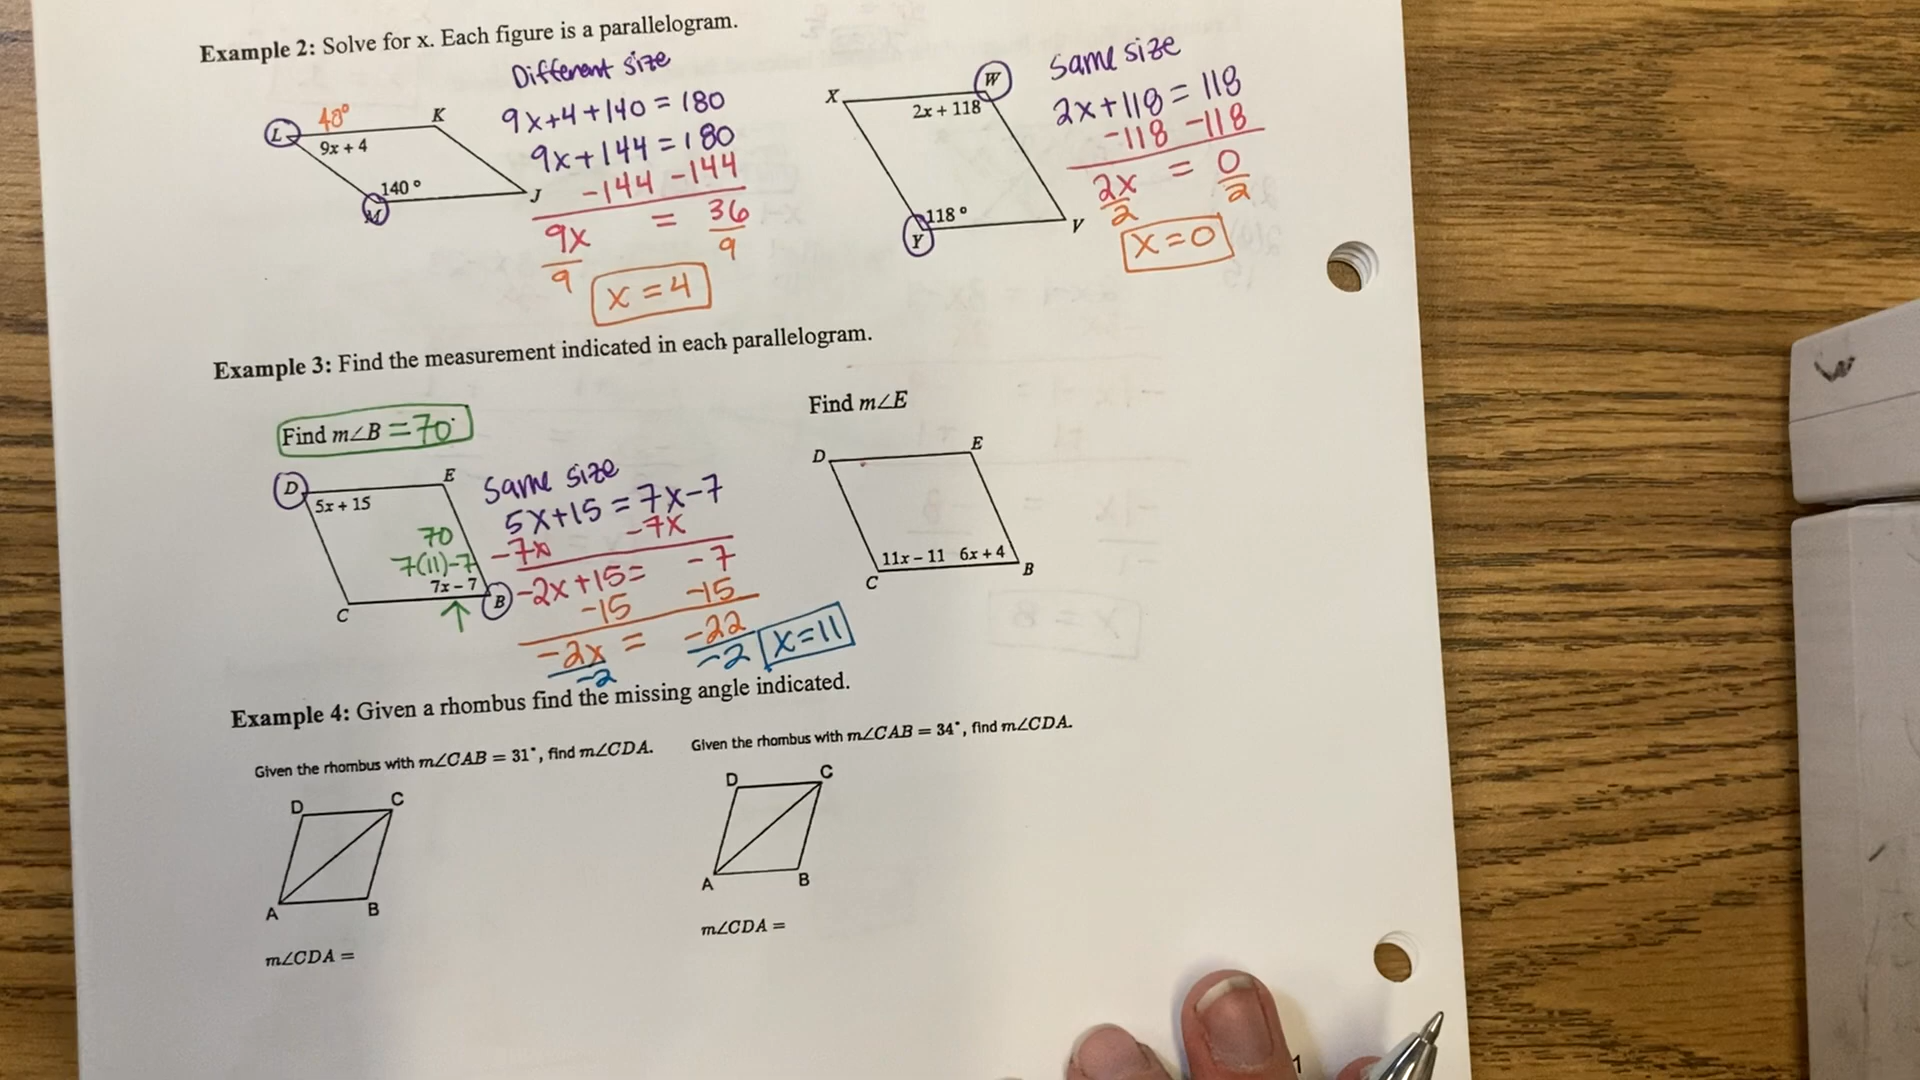 Example 2: Solve for x. Each figure is a parallelogram.
Different size
L
40°
K
9x + 4
140 °
M
J
9x+4+140 = 180
9x+144 = 180
-144 -144
9x = 36
9 9
x = 4
X
W
2x + 118
118 °
Y
V
Same size
2x+118 = 118
-118 -118
2x = 0
2 2
x = 0
Example 3: Find the measurement indicated in each parallelogram.
Find m∠B = 70°
D
E
5x + 15
70
7(11)-7
7x – 7
C
B
Same size
5x+15 = 7x-7
-7x -7x
-2x+15 = -7
-15 -15
-2x = -22
-2 -2
x=11
Find m∠E
D
E
11x – 11 6x + 4
C
B
Example 4: Given a rhombus find the missing angle indicated.
Given the rhombus with m∠CAB = 31°, find m∠CDA.
D
C
A
B
m∠CDA =
Given the rhombus with m∠CAB = 34°, find m∠CDA.
D
C
A
B
m∠CDA =
1